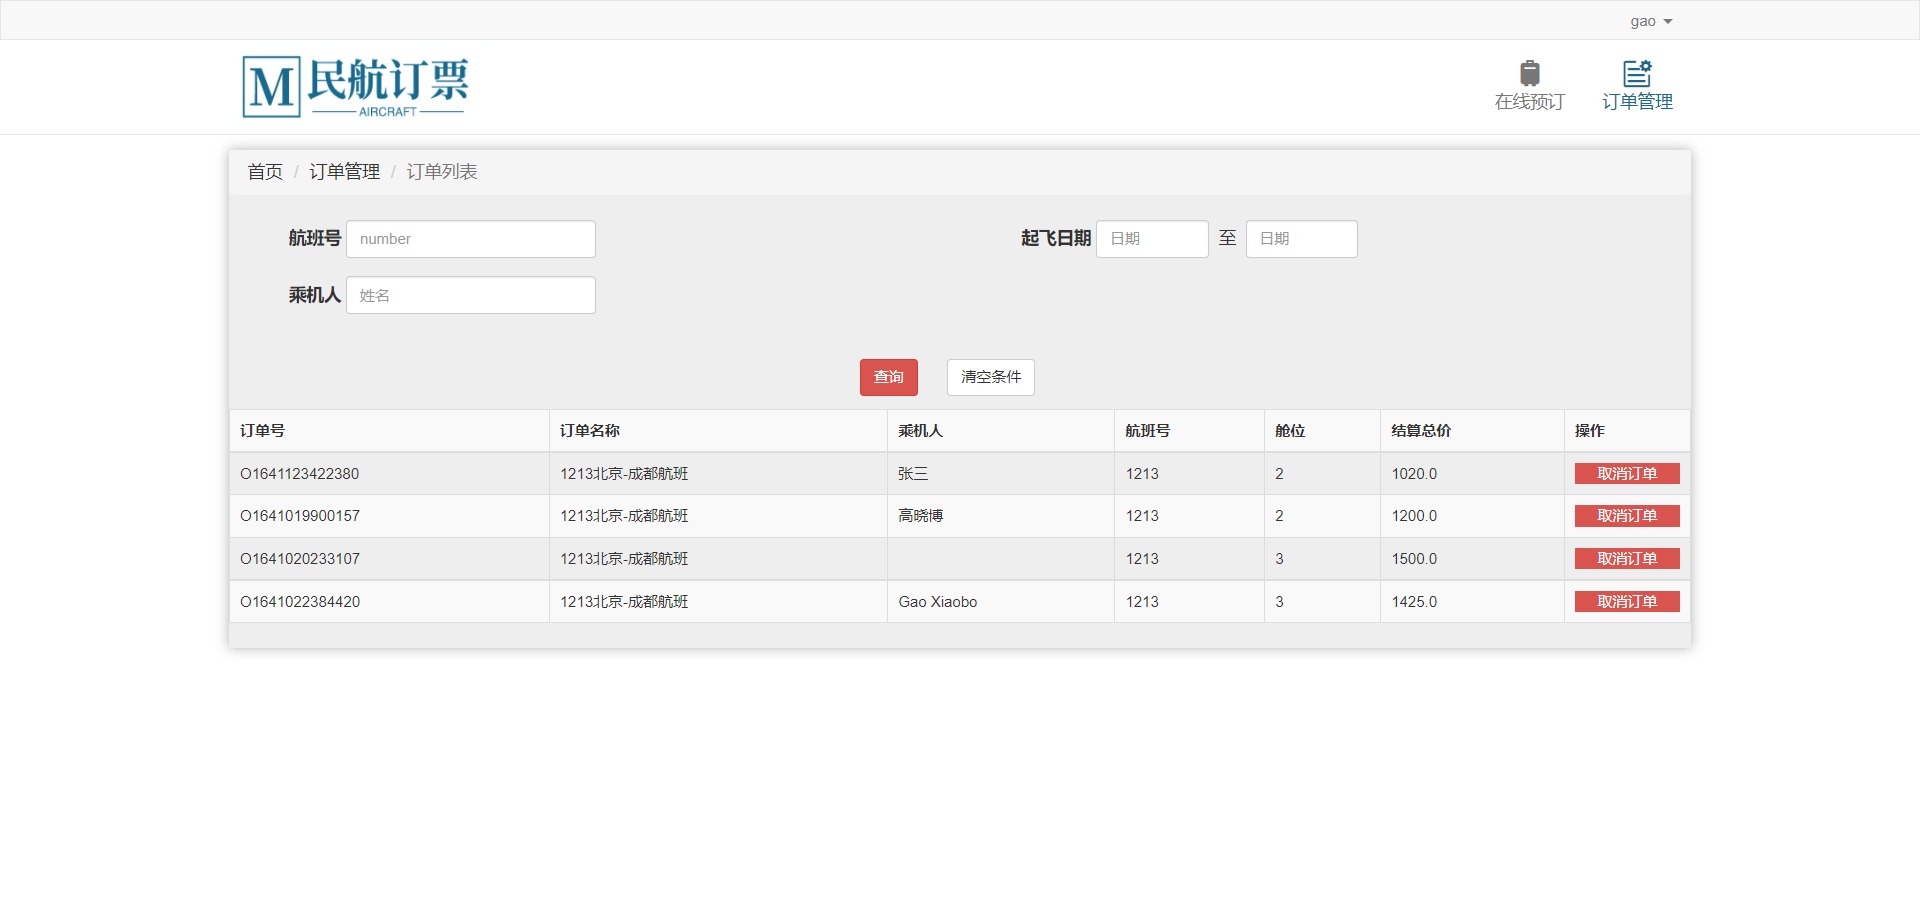 gao
M 民航订票
AIRCRAFT
在线预订 订单管理
首页 / 订单管理 / 订单列表
航班号 number 起飞日期 日期 至 日期
乘机人 姓名
查询 清空条件
订单号 订单名称 乘机人 航班号 舱位 结算总价 操作
O1641123422380 1213北京-成都航班 张三 1213 2 1020.0 取消订单
O1641019900157 1213北京-成都航班 高晓博 1213 2 1200.0 取消订单
O1641020233107 1213北京-成都航班 1213 3 1500.0 取消订单
O1641022384420 1213北京-成都航班 Gao Xiaobo 1213 3 1425.0 取消订单